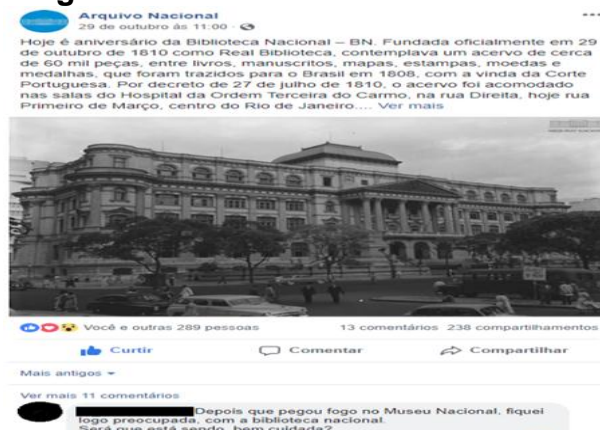 Arquivo Nacional
29 de outubro às 11:00 ·
Hoje é aniversário da Biblioteca Nacional – BN. Fundada oficialmente em 29
de outubro de 1810 como Real Biblioteca, contemplava um acervo de cerca
de 60 mil peças, entre livros, manuscritos, mapas, estampas, moedas e
medalhas, que foram trazidos para o Brasil em 1808, com a vinda da Corte
Portuguesa. Por decreto de 27 de julho de 1810, o acervo foi acomodado
nas salas do Hospital da Ordem Terceira do Carmo, na rua Direita, hoje rua
Primeiro de Março, centro do Rio de Janeiro.... Ver mais
Você e outras 289 pessoas 13 comentários 238 compartilhamentos
Curtir Comentar Compartilhar
Mais antigos
Ver mais 11 comentários
Depois que pegou fogo no Museu Nacional, fiquei
logo preocupada, com a biblioteca nacional.
Será que está sendo, bem cuidada?